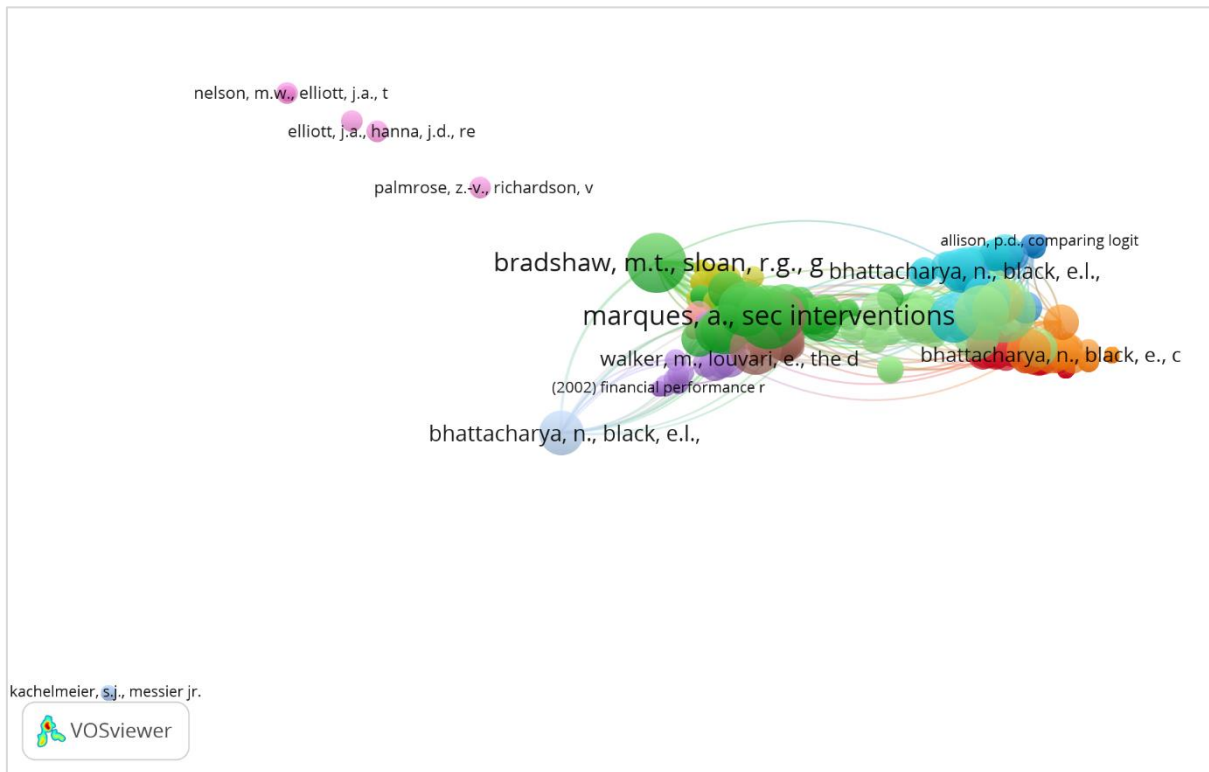 nelson, m.w., elliott, j.a., t
elliott, j.a., hanna, j.d., re
palmrose, z.-v., richardson, v
allison, p.d., comparing logit
bradshaw, m.t., sloan, r.g., g
bhattacharya, n., black, e.l.,
marques, a., sec interventions
walker, m., louvari, e., the d
bhattacharya, n., black, e., c
(2002) financial performance r
bhattacharya, n., black, e.l.,
kachelmeier, s.j., messier jr.
VOSviewer